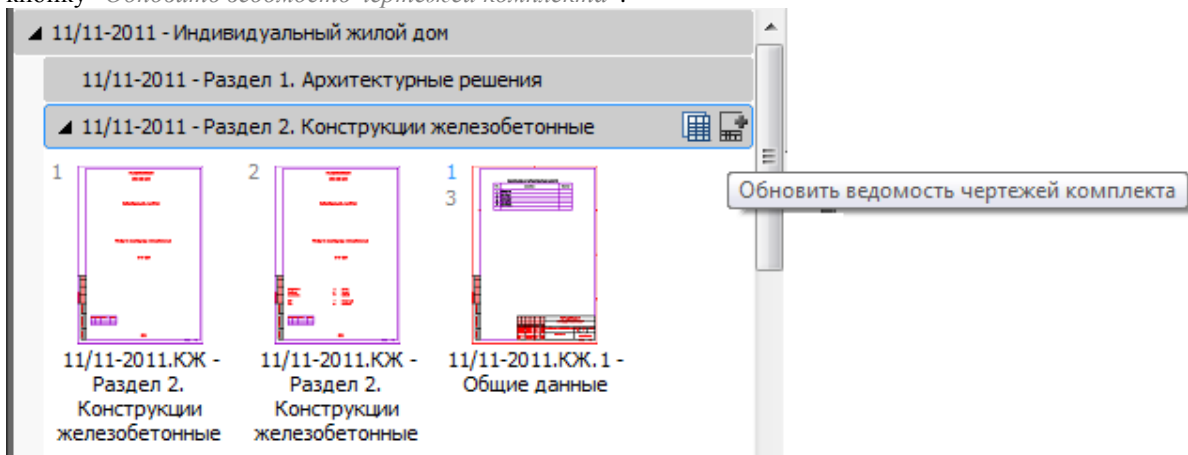 кнопку "Обновить ведомость чертежей комплекта".
11/11-2011 - Индивидуальный жилой дом
11/11-2011 - Раздел 1. Архитектурные решения
11/11-2011 - Раздел 2. Конструкции железобетонные
Обновить ведомость чертежей комплекта
1
2
1
3
11/11-2011.КЖ -
Раздел 2.
Конструкции
железобетонные
11/11-2011.КЖ -
Раздел 2.
Конструкции
железобетонные
11/11-2011.КЖ.1 -
Общие данные